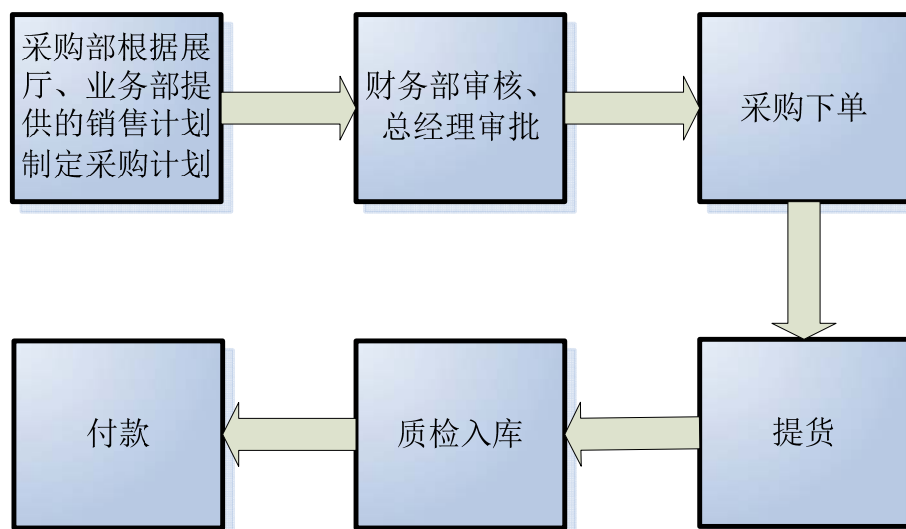 采购部根据展
厅、业务部提
供的销售计划
制定采购计划
财务部审核、
总经理审批
采购下单
提货
质检入库
付款